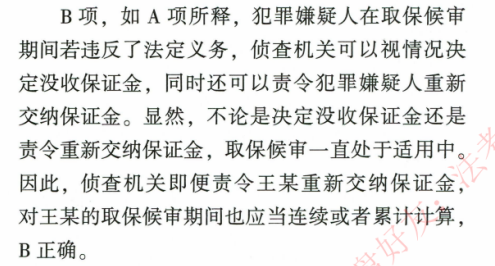 B 项，如 A 项所释，犯罪嫌疑人在取保候审
期间若违反了法定义务，侦查机关可以视情况决
定没收保证金，同时还可以责令犯罪嫌疑人重新
交纳保证金。显然，不论是决定没收保证金还是
责令重新交纳保证金，取保候审一直处于适用中。
因此，侦查机关即便责令王某重新交纳保证金，
对王某的取保候审期间也应当连续或者累计计算，
B 正确。